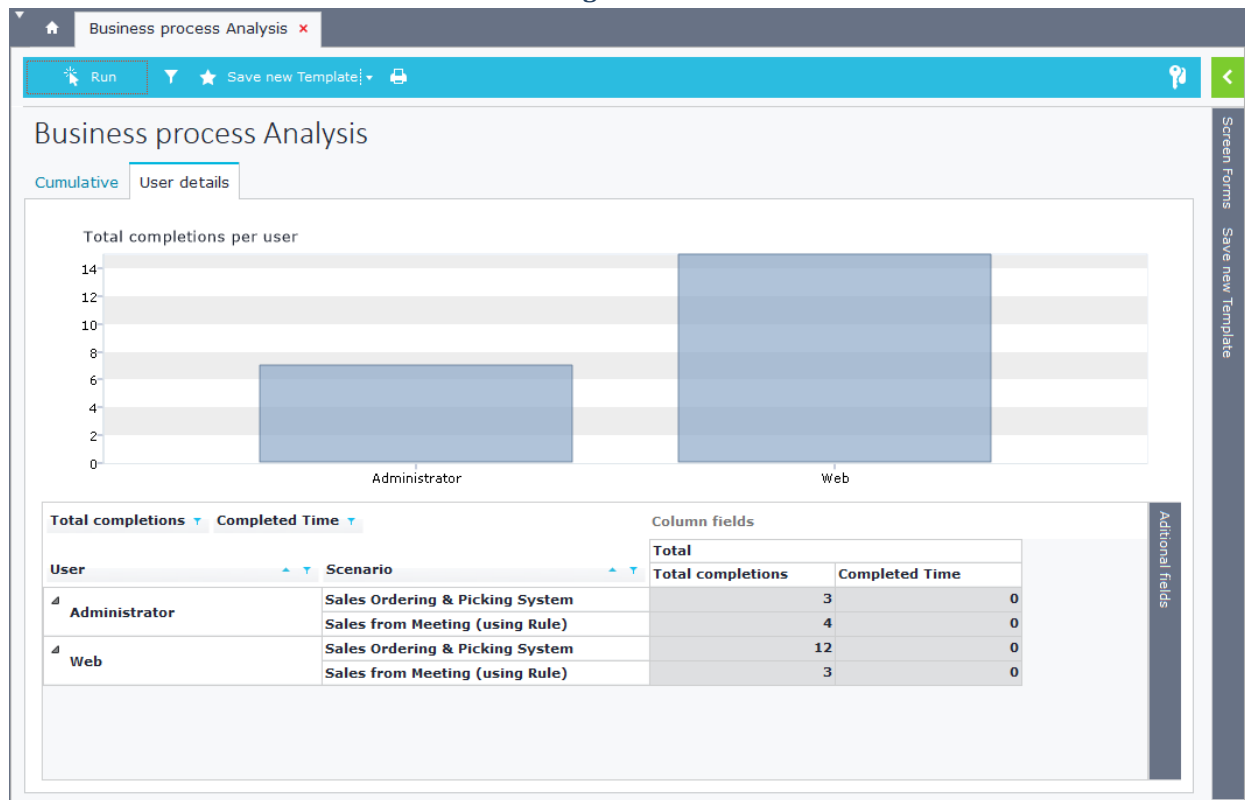 Business process Analysis ×
Run Save new Template
Business process Analysis
Cumulative User details
Total completions per user
14
12
10
8
6
4
2
0
Administrator Web
Total completions Completed Time Column fields
Total
User Scenario Total completions Completed Time
Administrator Sales Ordering & Picking System 3 0
Sales from Meeting (using Rule) 4 0
Web Sales Ordering & Picking System 12 0
Sales from Meeting (using Rule) 3 0
Aditional fields
Screen Forms Save new Template